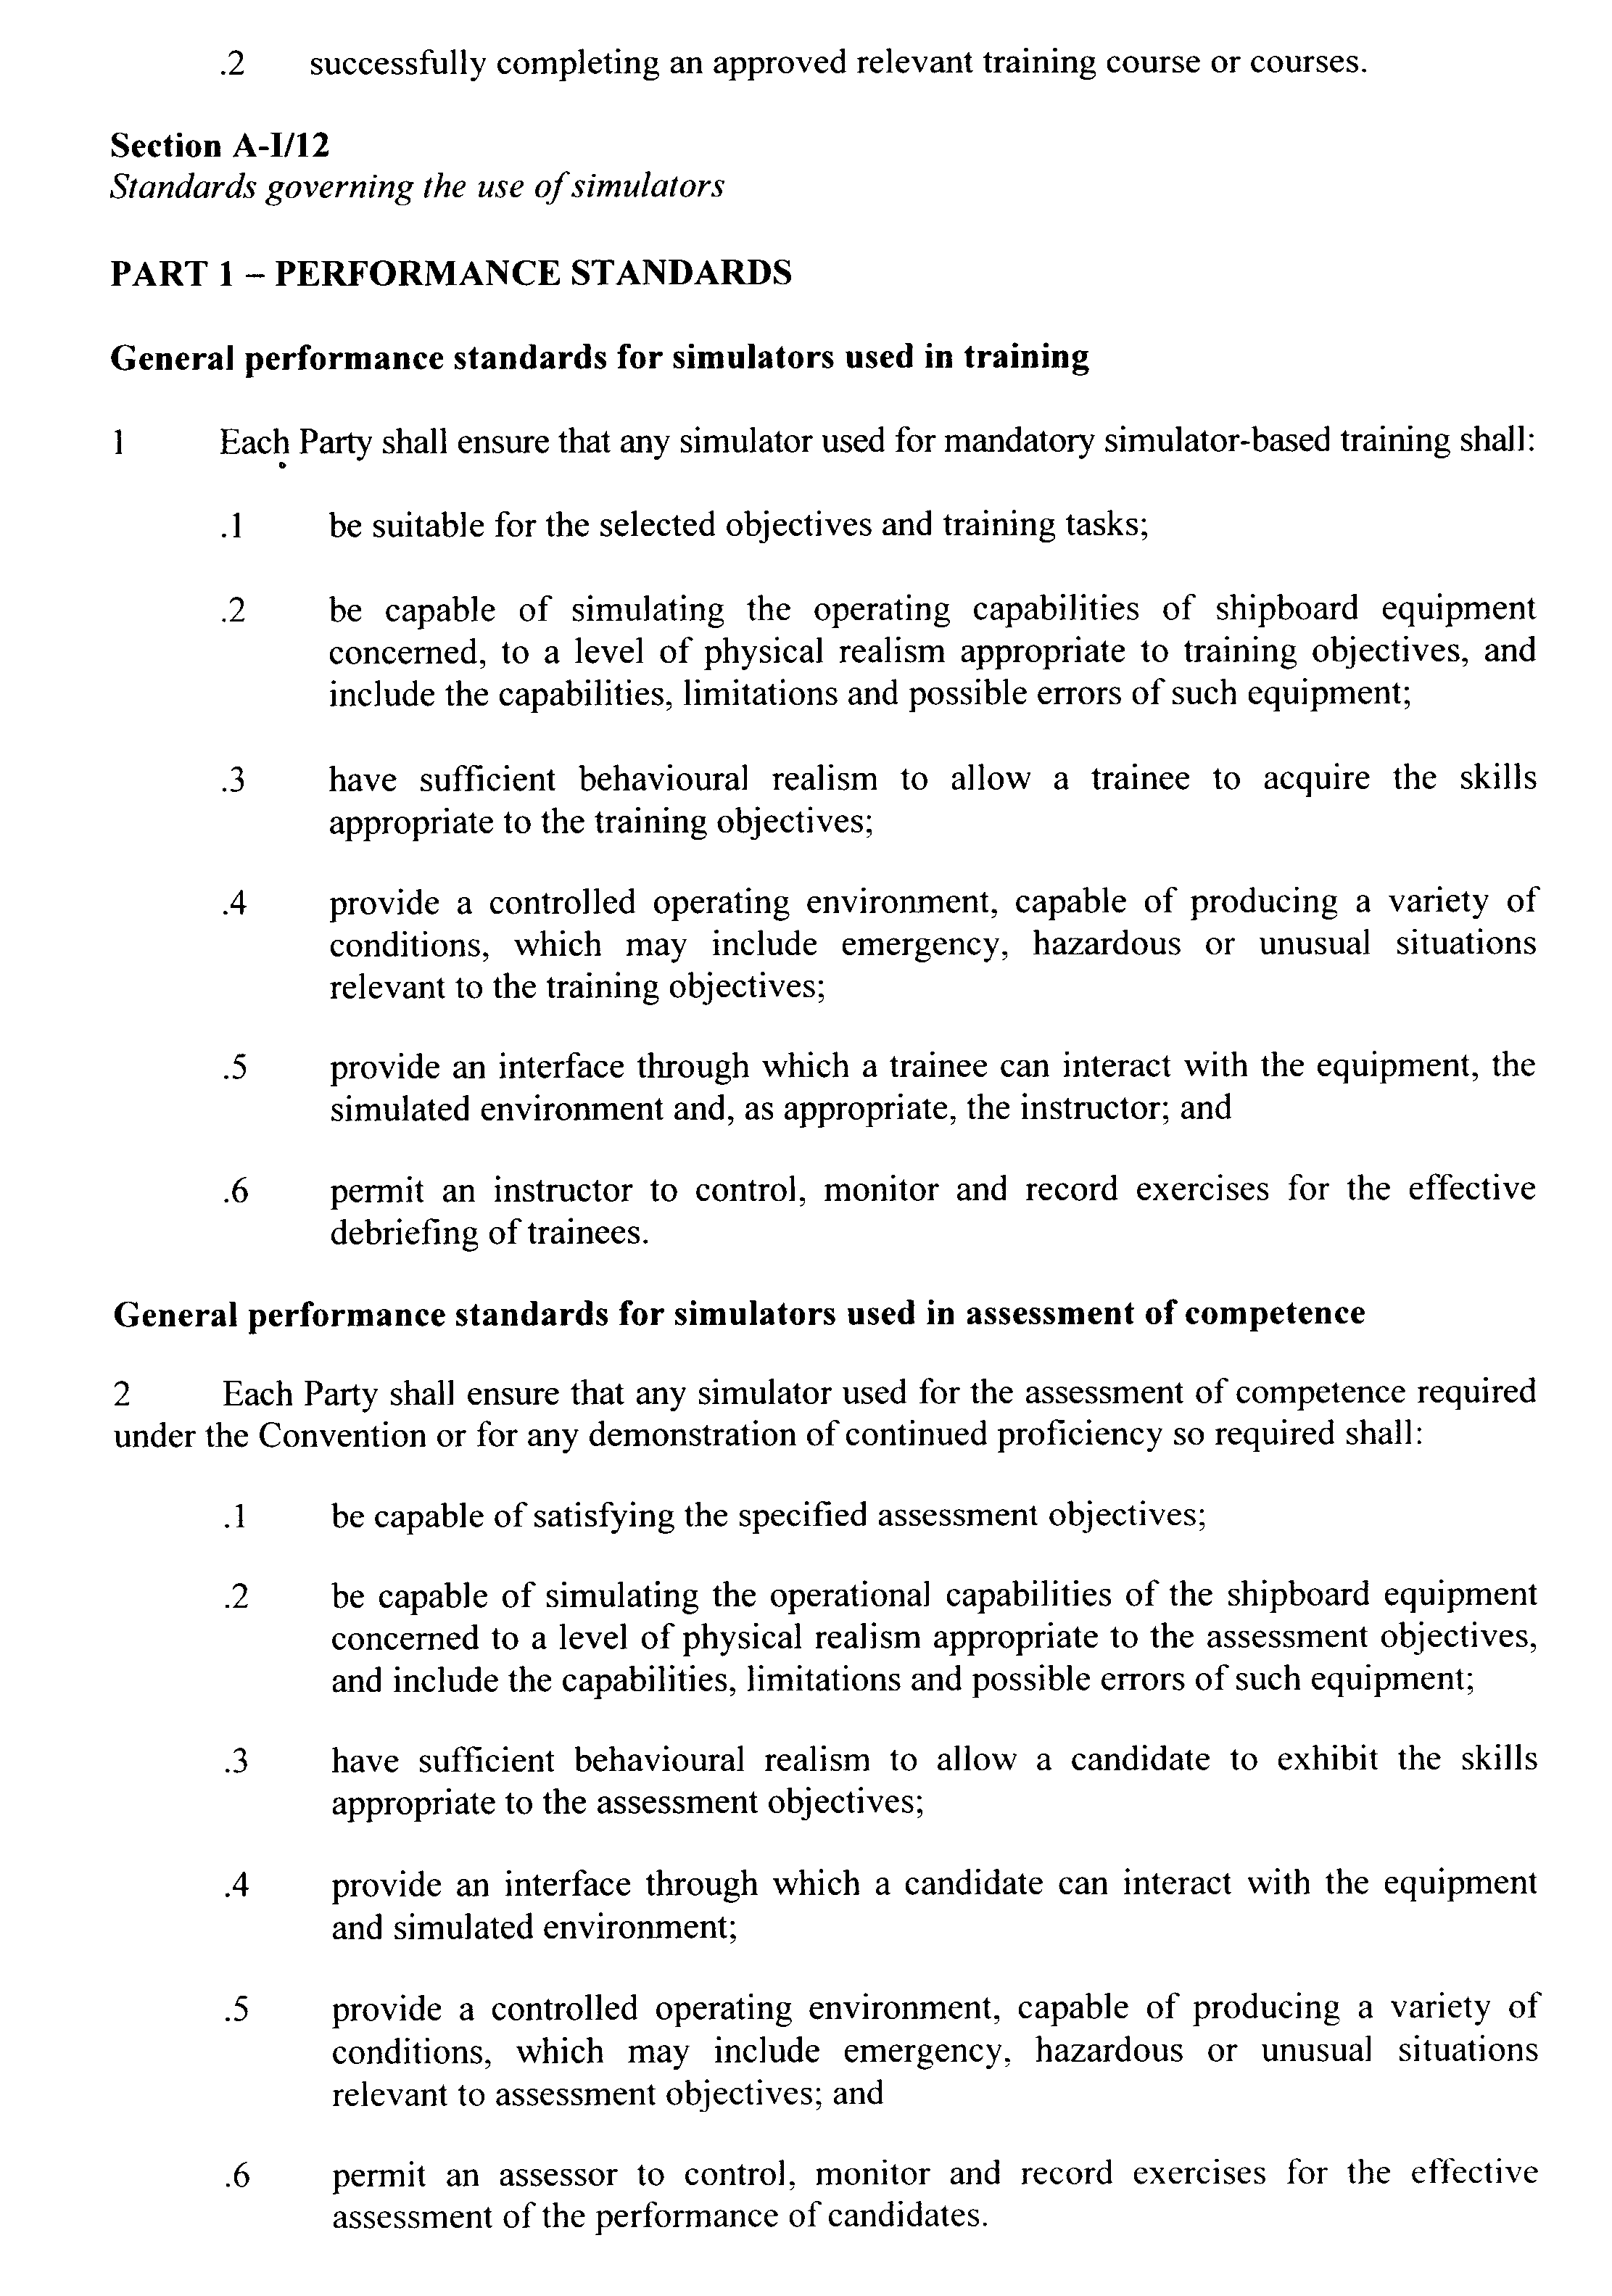 .2 successfully completing an approved relevant training course or courses.
Section A-I/12
Standards governing the use of simulators
PART 1 – PERFORMANCE STANDARDS
General performance standards for simulators used in training
1 Each Party shall ensure that any simulator used for mandatory simulator-based training shall:
.1 be suitable for the selected objectives and training tasks;
.2 be capable of simulating the operating capabilities of shipboard equipment
concerned, to a level of physical realism appropriate to training objectives, and
include the capabilities, limitations and possible errors of such equipment;
.3 have sufficient behavioural realism to allow a trainee to acquire the skills
appropriate to the training objectives;
.4 provide a controlled operating environment, capable of producing a variety of
conditions, which may include emergency, hazardous or unusual situations
relevant to the training objectives;
.5 provide an interface through which a trainee can interact with the equipment, the
simulated environment and, as appropriate, the instructor; and
.6 permit an instructor to control, monitor and record exercises for the effective
debriefing of trainees.
General performance standards for simulators used in assessment of competence
2 Each Party shall ensure that any simulator used for the assessment of competence required
under the Convention or for any demonstration of continued proficiency so required shall:
.1 be capable of satisfying the specified assessment objectives;
.2 be capable of simulating the operational capabilities of the shipboard equipment
concerned to a level of physical realism appropriate to the assessment objectives,
and include the capabilities, limitations and possible errors of such equipment;
.3 have sufficient behavioural realism to allow a candidate to exhibit the skills
appropriate to the assessment objectives;
.4 provide an interface through which a candidate can interact with the equipment
and simulated environment;
.5 provide a controlled operating environment, capable of producing a variety of
conditions, which may include emergency, hazardous or unusual situations
relevant to assessment objectives; and
.6 permit an assessor to control, monitor and record exercises for the effective
assessment of the performance of candidates.